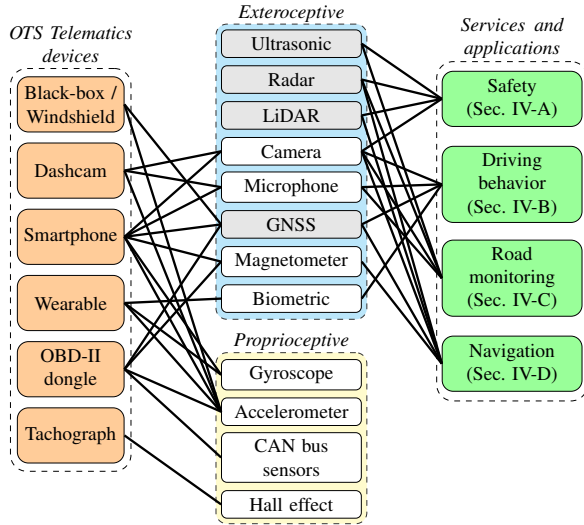 OTS Telematics
devices
Black-box /
Windshield
Dashcam
Smartphone
Wearable
OBD-II
dongle
Tachograph
Exteroceptive
Ultrasonic
Radar
LiDAR
Camera
Microphone
GNSS
Magnetometer
Biometric
Proprioceptive
Gyroscope
Accelerometer
CAN bus
sensors
Hall effect
Services and
applications
Safety
(Sec. IV-A)
Driving
behavior
(Sec. IV-B)
Road
monitoring
(Sec. IV-C)
Navigation
(Sec. IV-D)